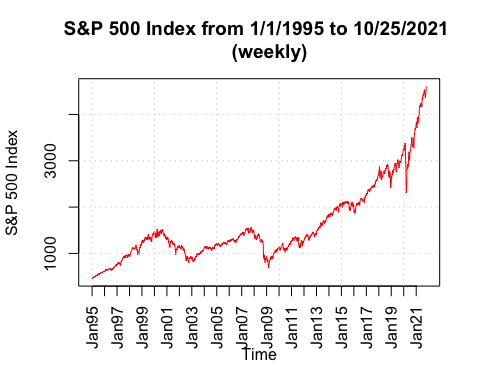 S&P 500 Index from 1/1/1995 to 10/25/2021
(weekly)
S&P 500 Index
3000
1000
Jan95
Jan97
Jan99
Jan01
Jan03
Jan05
Jan07
Jan09
Jan11
Jan13
Jan15
Jan17
Jan19
Jan21
Time